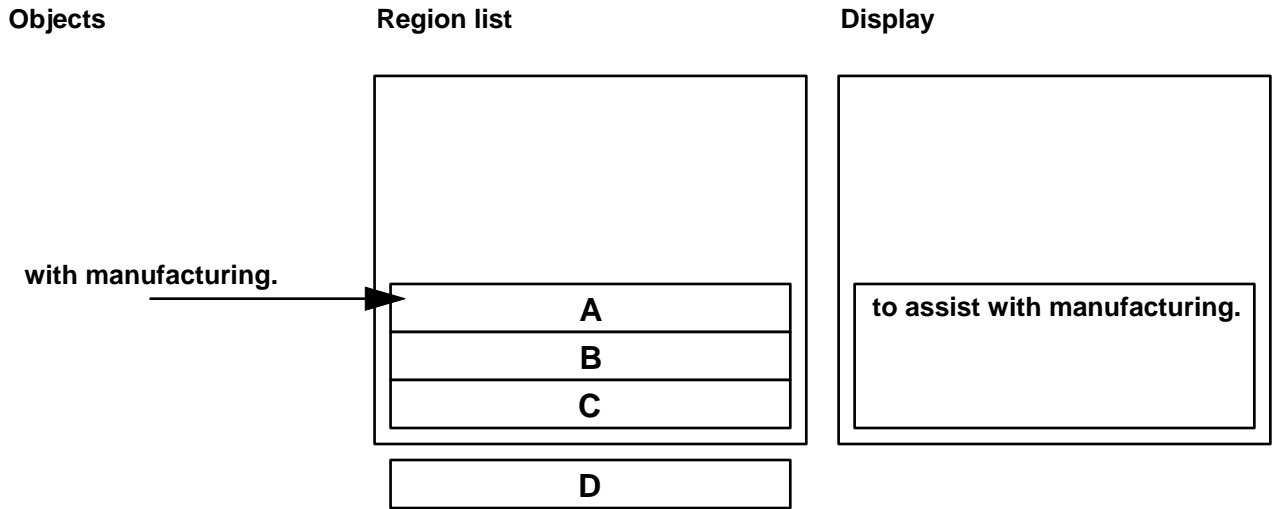 Objects
Region list
Display
with manufacturing.
A
B
C
D
to assist with manufacturing.